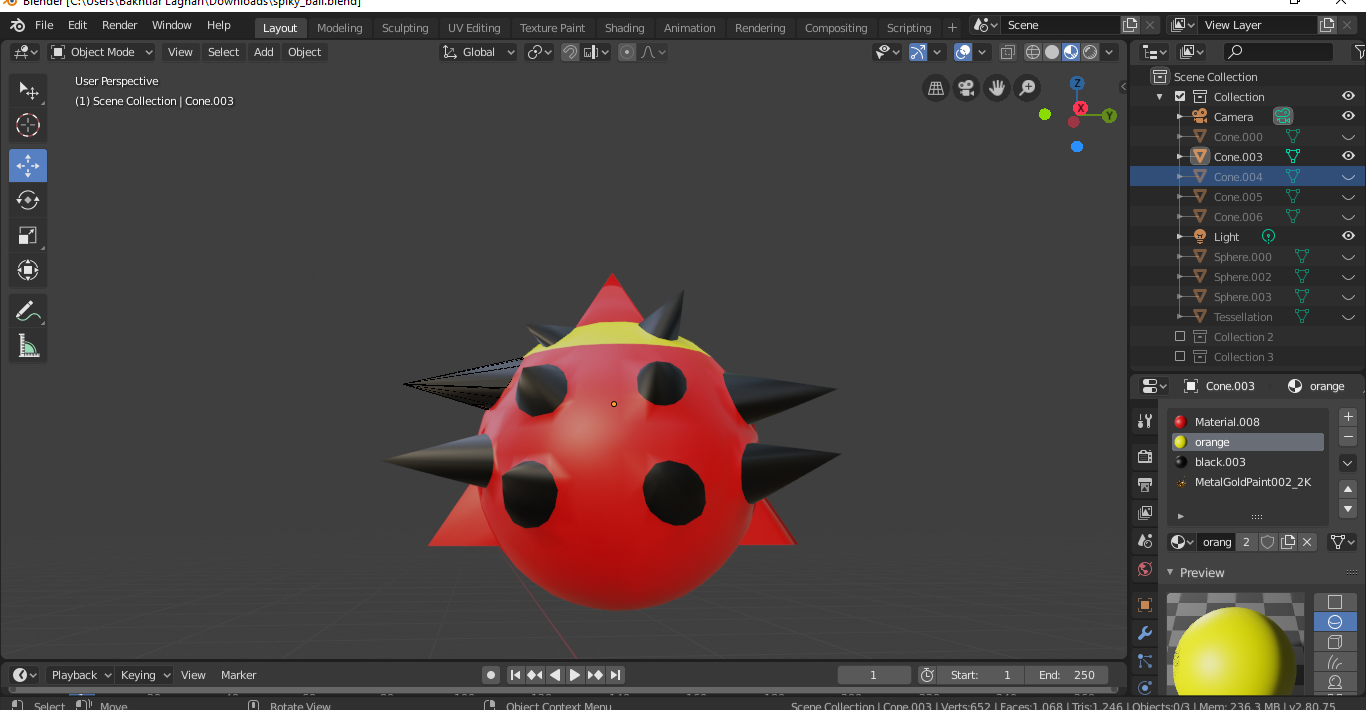 Blender [C:\Users\Bakhtiar Laghari\Downloads\spiky_ball.blend]
File Edit Render Window Help Layout Modeling Sculpting UV Editing Texture Paint Shading Animation Rendering Compositing Scripting + Scene View Layer
Object Mode View Select Add Object Global
User Perspective
(1) Scene Collection | Cone.003
Z
X
Y
Scene Collection
Collection
Camera
Cone.000
Cone.003
Cone.004
Cone.005
Cone.006
Light
Sphere.000
Sphere.002
Sphere.003
Tessellation
Collection 2
Collection 3
Cone.003 orange
Material.008
orange
black.003
MetalGoldPaint002_2K
orang 2
Preview
Playback Keying View Marker 1 Start: 1 End: 250
Select Move Rotate View Object Context Menu Scene Collection | Cone.003 | Verts:652 | Faces:1,068 | Tris:1,246 | Objects:0/3 | Mem: 236.3 MB | v2.80.75